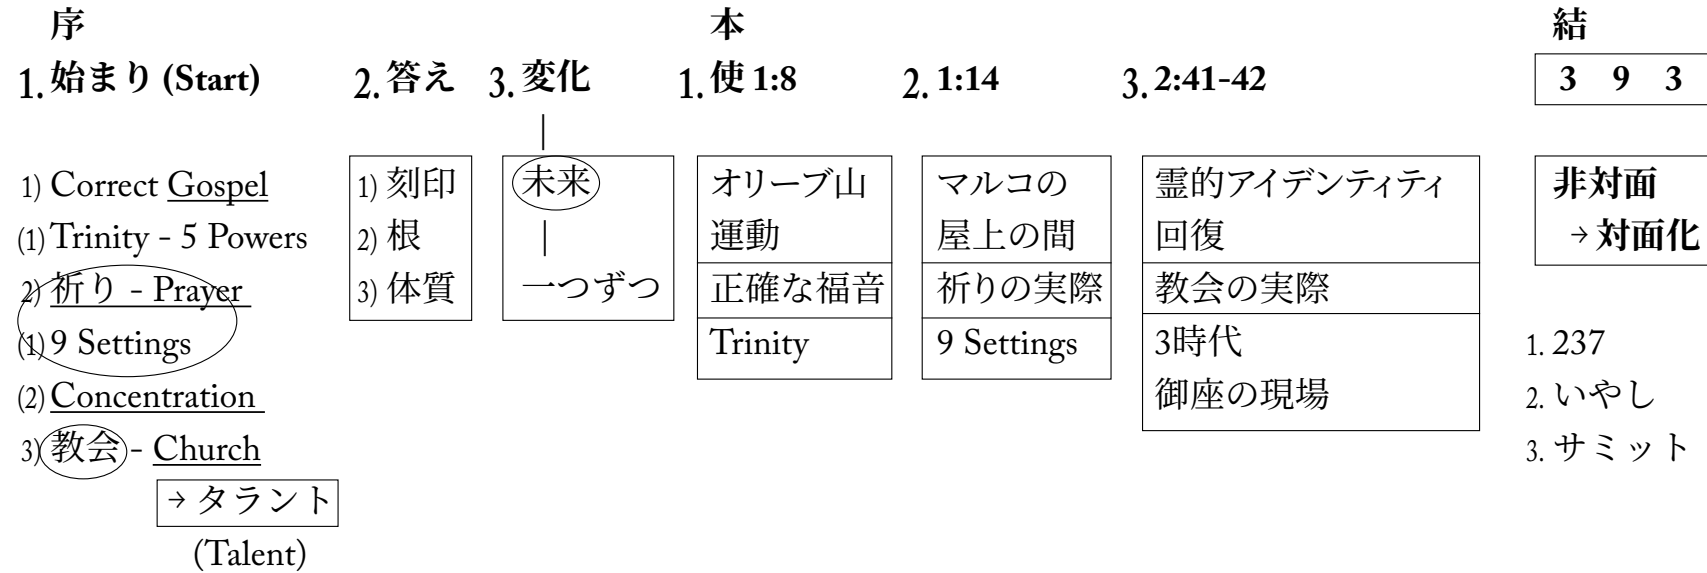 序
1. 始まり (Start)
1) Correct Gospel
(1) Trinity - 5 Powers
2) 祈り - Prayer
(1) 9 Settings
(2) Concentration
3) 教会 - Church
→ タラント
(Talent)
2. 答え
1) 刻印
2) 根
3) 体質
3. 変化
未来
一つずつ
本
1. 使 1:8
オリーブ山
運動
正確な福音
Trinity
2. 1:14
マルコの
屋上の間
祈りの実際
9 Settings
3. 2:41-42
霊的アイデンティティ
回復
教会の実際
3時代
御座の現場
結
3 9 3
非対面
→ 対面化
1. 237
2. いやし
3. サミット